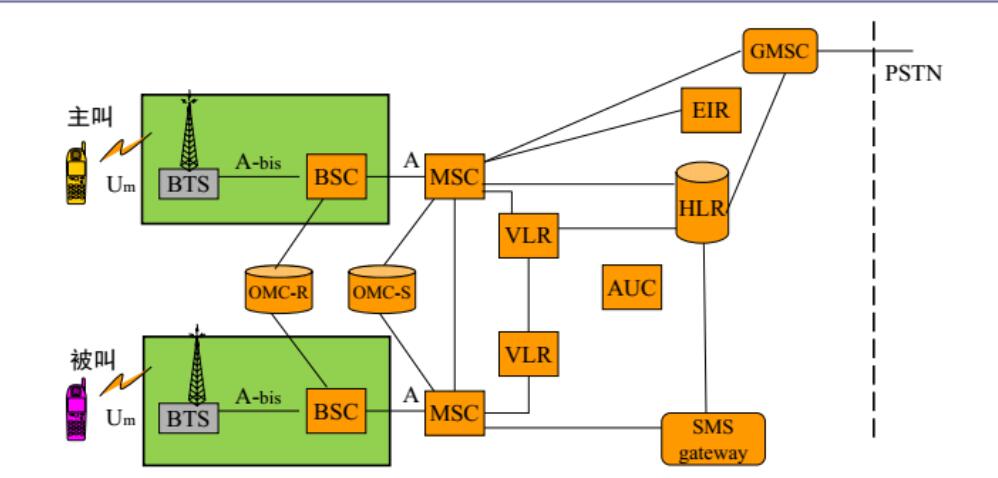 GMSC
PSTN
EIR
主叫
Um
A-bis
BTS
BSC
A
MSC
HLR
VLR
OMC-R
OMC-S
AUC
VLR
被叫
Um
A-bis
BTS
BSC
A
MSC
SMS
gateway